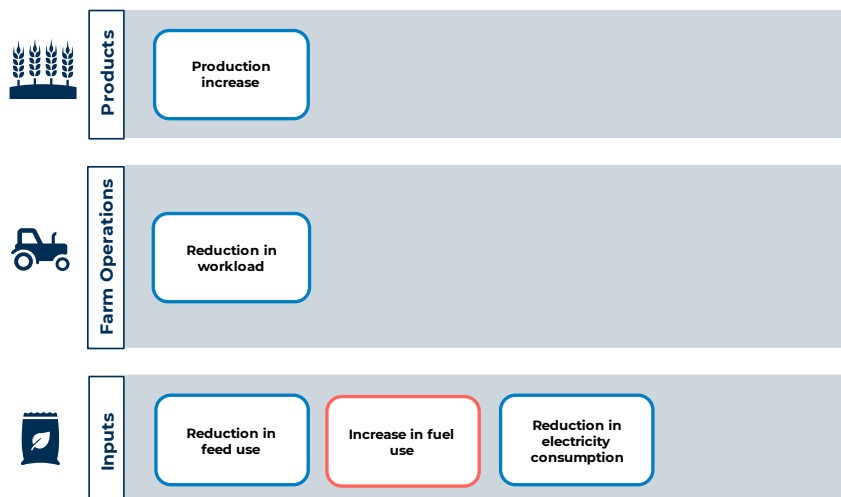 Products
Production
increase
Farm Operations
Reduction in
workload
Inputs
Reduction in
feed use
Increase in fuel
use
Reduction in
electricity
consumption